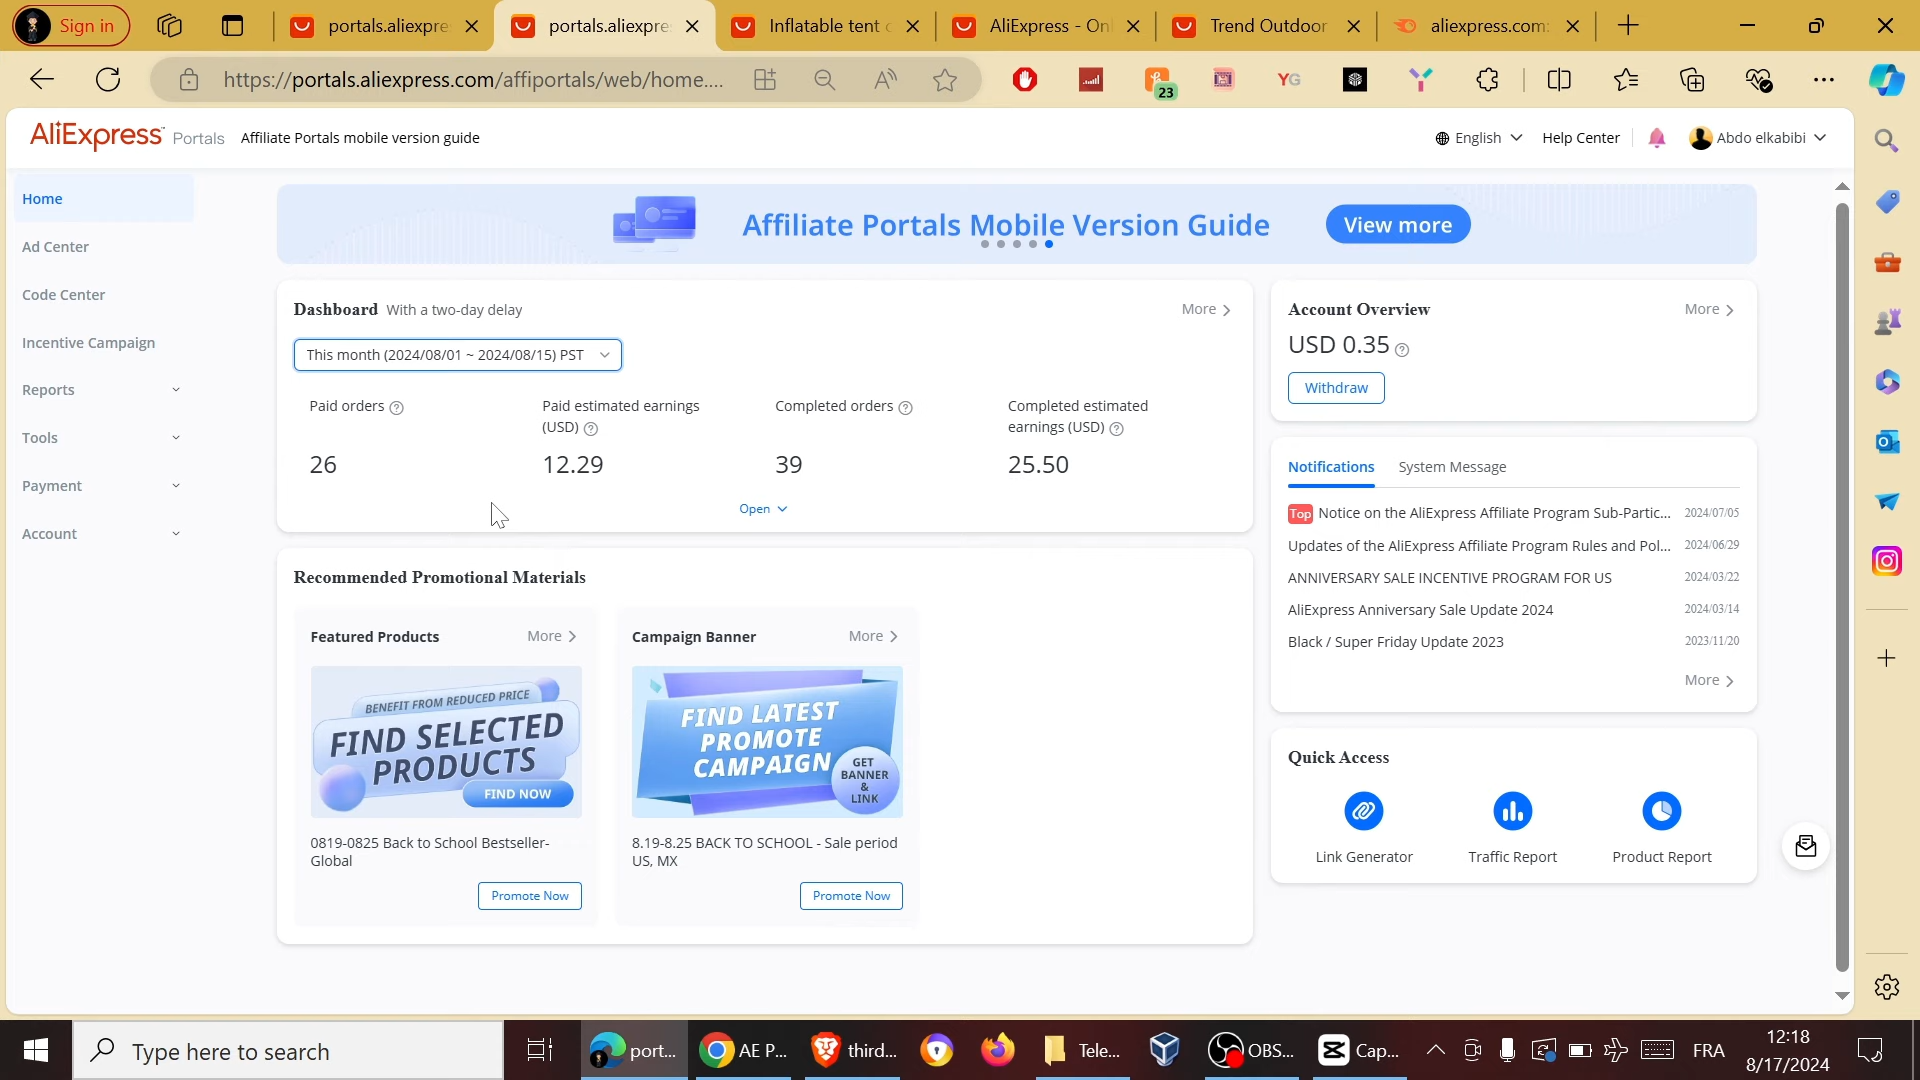 Sign in
portals.aliexpre
portals.aliexpre
Inflatable tent c
AliExpress - Onl
Trend Outdoor
aliexpress.com:
https://portals.aliexpress.com/affiportals/web/home....
23
YG
AliExpress Portals
Affiliate Portals mobile version guide
English
Help Center
Abdo elkabibi
Home
Ad Center
Code Center
Incentive Campaign
Reports
Tools
Payment
Account
Affiliate Portals Mobile Version Guide
View more
Dashboard With a two-day delay
More
This month (2024/08/01 ~ 2024/08/15) PST
Paid orders
26
Paid estimated earnings
(USD)
12.29
Completed orders
39
Completed estimated
earnings (USD)
25.50
Open
Account Overview
More
USD 0.35
Withdraw
Notifications
System Message
Top Notice on the AliExpress Affiliate Program Sub-Partic... 2024/07/05
Updates of the AliExpress Affiliate Program Rules and Pol... 2024/06/29
ANNIVERSARY SALE INCENTIVE PROGRAM FOR US 2024/03/22
AliExpress Anniversary Sale Update 2024 2024/03/14
Black / Super Friday Update 2023 2023/11/20
More
Recommended Promotional Materials
Featured Products
More
BENEFIT FROM REDUCED PRICE
FIND SELECTED
PRODUCTS
FIND NOW
0819-0825 Back to School Bestseller-
Global
Promote Now
Campaign Banner
More
FIND LATEST
PROMOTE
CAMPAIGN
GET
BANNER
&
LINK
8.19-8.25 BACK TO SCHOOL - Sale period
US, MX
Promote Now
Quick Access
Link Generator
Traffic Report
Product Report
Type here to search
port...
AE P...
third...
Tele...
OBS...
Cap...
FRA
12:18
8/17/2024